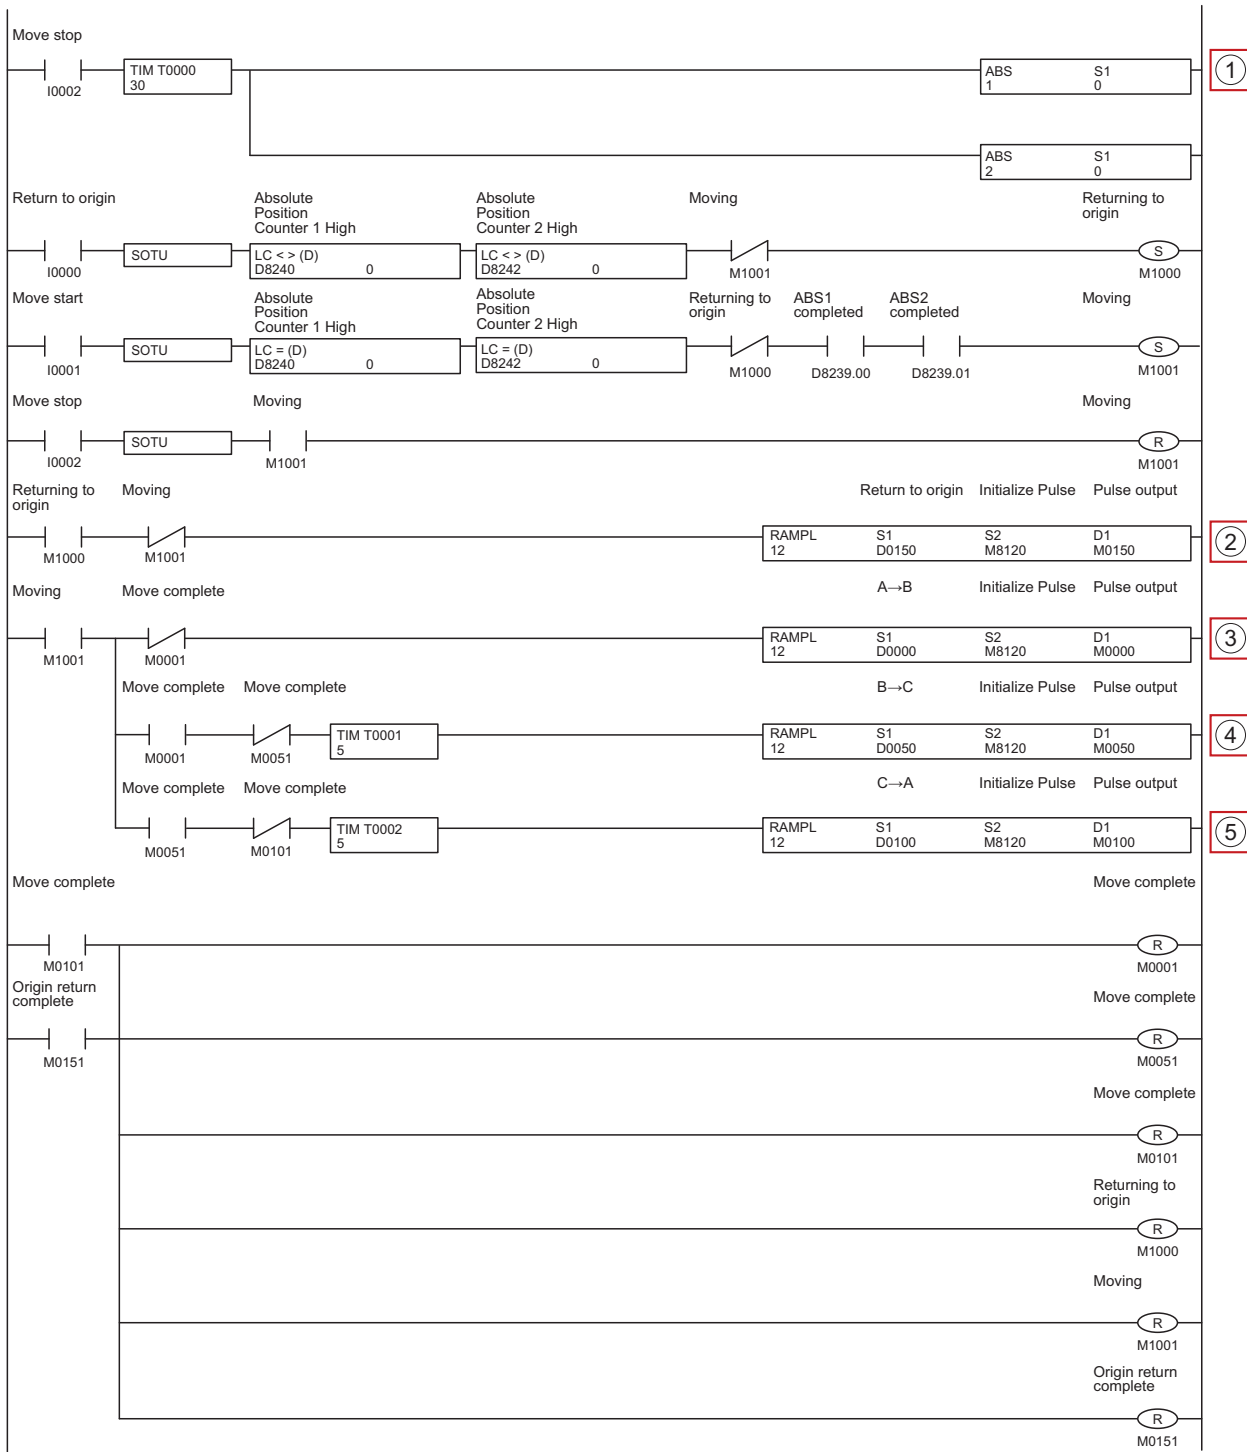 Move stop
TIM T0000
30
ABS S1
1 0
①
I0002
ABS S1
2 0
Return to origin
Absolute
Position
Counter 1 High
Absolute
Position
Counter 2 High
Moving
Returning to
origin
SOTU
LC < > (D)
D8240 0
LC < > (D)
D8242 0
S
I0000
M1001
M1000
Move start
Absolute
Position
Counter 1 High
Absolute
Position
Counter 2 High
Returning to
origin
ABS1
completed
ABS2
completed
Moving
SOTU
LC = (D)
D8240 0
LC = (D)
D8242 0
S
I0001
M1000
D8239.00
D8239.01
M1001
Move stop
Moving
Moving
SOTU
R
I0002
M1001
M1001
Returning to
origin
Moving
Return to origin
Initialize Pulse
Pulse output
RAMPL S1 S2 D1
12 D0150 M8120 M0150
②
M1000
M1001
Moving
Move complete
A→B
Initialize Pulse
Pulse output
RAMPL S1 S2 D1
12 D0000 M8120 M0000
③
M1001
M0001
Move complete
Move complete
B→C
Initialize Pulse
Pulse output
TIM T0001
5
RAMPL S1 S2 D1
12 D0050 M8120 M0050
④
M0001
M0051
Move complete
Move complete
C→A
Initialize Pulse
Pulse output
TIM T0002
5
RAMPL S1 S2 D1
12 D0100 M8120 M0100
⑤
M0051
M0101
Move complete
Move complete
R
M0101
M0001
Origin return
complete
Move complete
R
M0151
M0051
Move complete
R
M0101
Returning to
origin
R
M1000
Moving
R
M1001
Origin return
complete
R
M0151